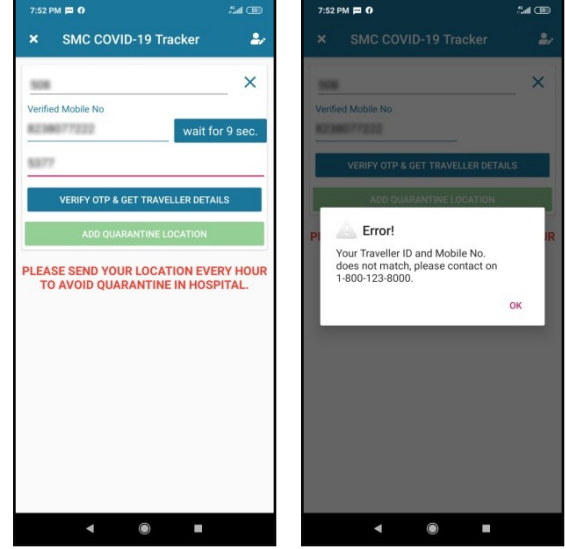 7:52 PM
SMC COVID-19 Tracker
Verified Mobile No
wait for 9 sec.
VERIFY OTP & GET TRAVELLER DETAILS
ADD QUARANTINE LOCATION
PLEASE SEND YOUR LOCATION EVERY HOUR
TO AVOID QUARANTINE IN HOSPITAL.
7:52 PM
SMC COVID-19 Tracker
Verified Mobile No
VERIFY OTP & GET TRAVELLER DETAILS
ADD QUARANTINE LOCATION
Error!
Your Traveller ID and Mobile No.
does not match, please contact on
1-800-123-8000.
OK